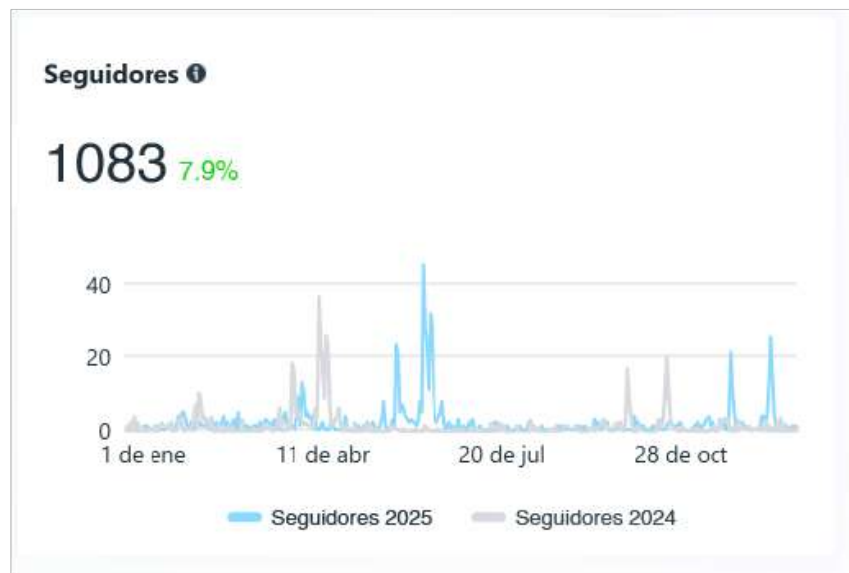 Seguidores
1083 7.9%
40
20
0
1 de ene 11 de abr 20 de jul 28 de oct
Seguidores 2025 Seguidores 2024